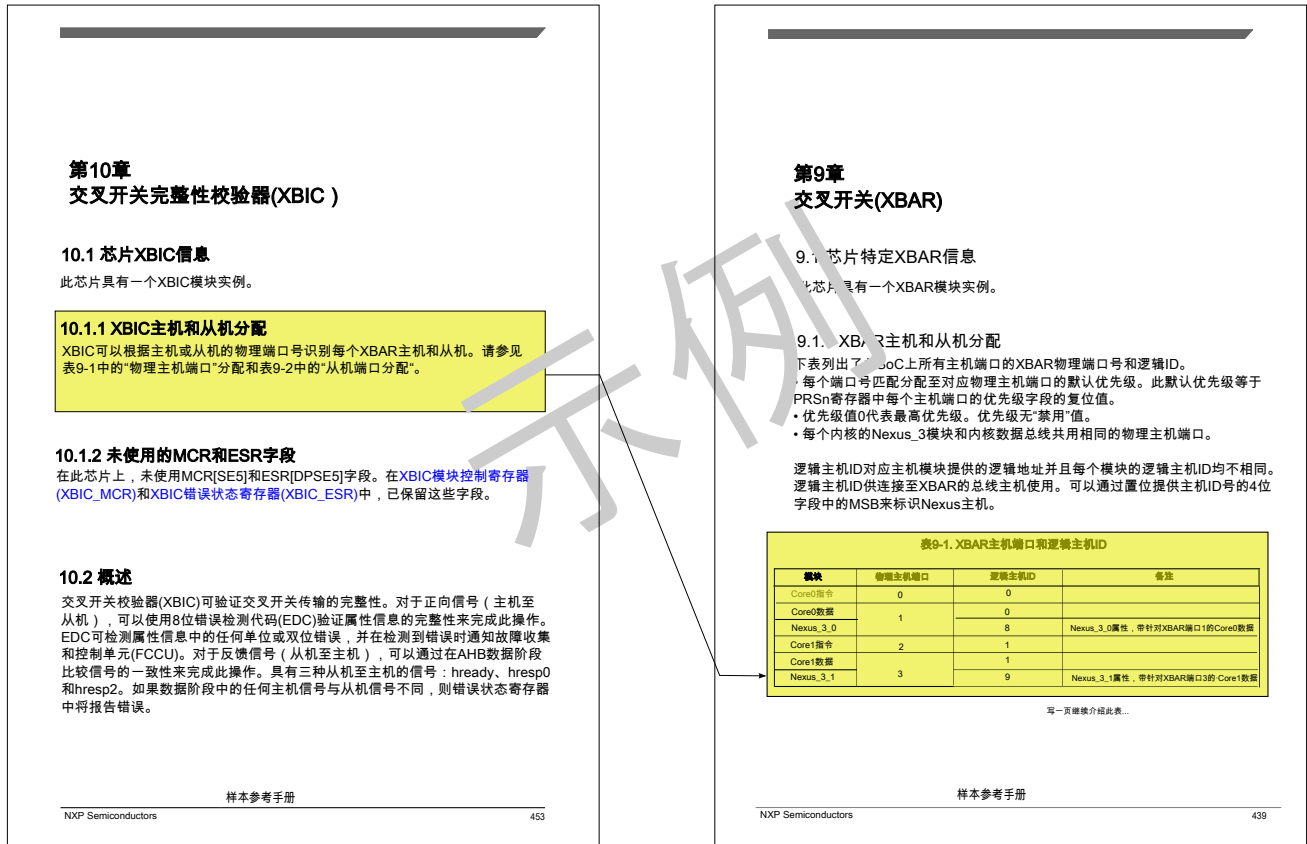 第10章
交叉开关完整性校验器(XBIC）
10.1 芯片XBIC信息
此芯片具有一个XBIC模块实例。
10.1.1 XBIC主机和从机分配
XBIC可以根据主机或从机的物理端口号识别每个XBAR主机和从机。请参见
表9-1中的“物理主机端口”分配和表9-2中的“从机端口分配“。
10.1.2 未使用的MCR和ESR字段
在此芯片上，未使用MCR[SE5]和ESR[DPSE5]字段。在XBIC模块控制寄存器
(XBIC_MCR)和XBIC错误状态寄存器(XBIC_ESR)中，已保留这些字段。
10.2 概述
交叉开关校验器(XBIC)可验证交叉开关传输的完整性。对于正向信号（主机至
从机），可以使用8位错误检测代码(EDC)验证属性信息的完整性来完成此操作。
EDC可检测属性信息中的任何单位或双位错误，并在检测到错误时通知故障收集
和控制单元(FCCU)。对于反馈信号（从机至主机），可以通过在AHB数据阶段
比较信号的一致性来完成此操作。具有三种从机至主机的信号：hready、hresp0
和hresp2。如果数据阶段中的任何主机信号与从机信号不同，则错误状态寄存器
中将报告错误。
样本参考手册
NXP Semiconductors 453
第9章
交叉开关(XBAR)
9.1 芯片特定XBAR信息
此芯片具有一个XBAR模块实例。
9.1. XBAR主机和从机分配
下表列出了 SoC上所有主机端口的XBAR物理端口号和逻辑ID。
• 每个端口号匹配分配至对应物理主机端口的默认优先级。此默认优先级等于
PRSn寄存器中每个主机端口的优先级字段的复位值。
• 优先级值0代表最高优先级。优先级无“禁用”值。
• 每个内核的Nexus_3模块和内核数据总线共用相同的物理主机端口。
逻辑主机ID对应主机模块提供的逻辑地址并且每个模块的逻辑主机ID均不相同。
逻辑主机ID供连接至XBAR的总线主机使用。可以通过置位提供主机ID号的4位
字段中的MSB来标识Nexus主机。
表9-1. XBAR主机端口和逻辑主机ID
模块 物理主机端口 逻辑主机ID 备注
Core0指令 0 0
Core0数据 1 0
Nexus_3_0 8 Nexus_3_0属性，带针对XBAR端口1的Core0数据
Core1指令 2 1
Core1数据 3 1
Nexus_3_1 9 Nexus_3_1属性，带针对XBAR端口3的·Core1数据
写一页继续介绍此表...
样本参考手册
NXP Semiconductors 439
示例